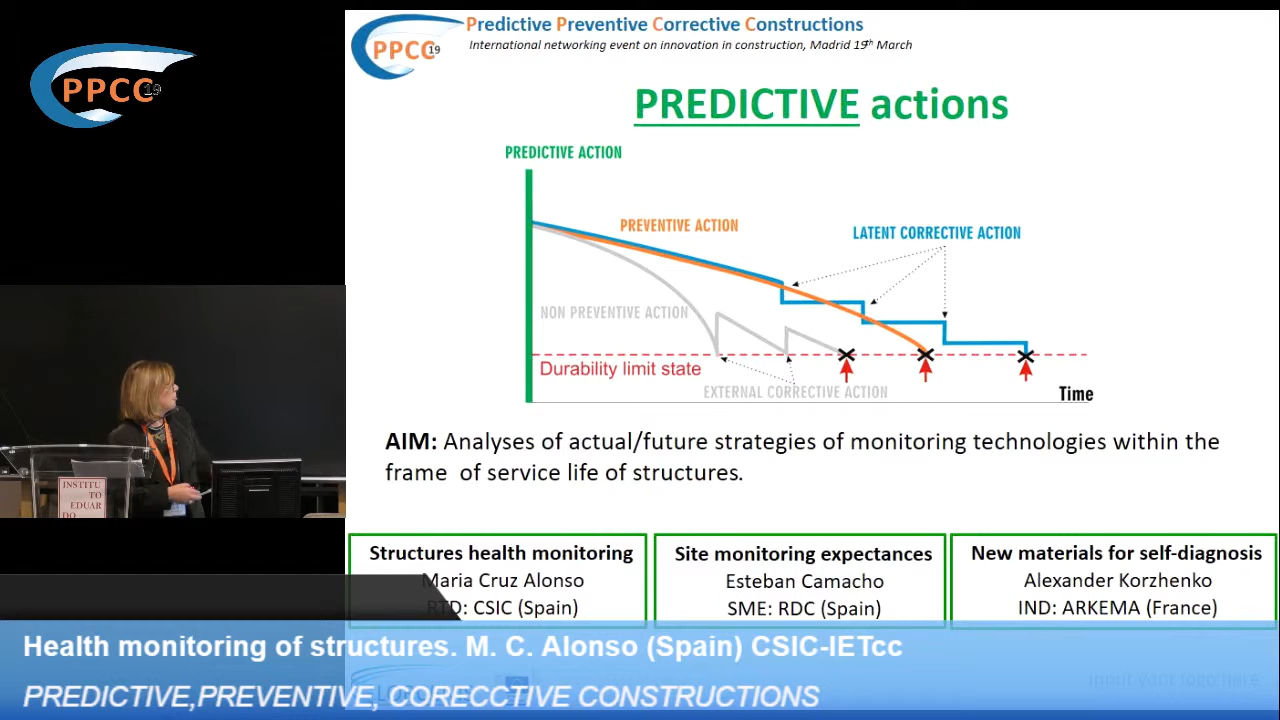 PPCC 19
PPCC 19
Predictive Preventive Corrective Constructions
International networking event on innovation in construction, Madrid 19th March
PREDICTIVE actions
PREDICTIVE ACTION
PREVENTIVE ACTION
LATENT CORRECTIVE ACTION
NON PREVENTIVE ACTION
Durability limit state
EXTERNAL CORRECTIVE ACTION
Time
AIM: Analyses of actual/future strategies of monitoring technologies within the
frame of service life of structures.
INSTITU
TO
EDUAR
DO
Structures health monitoring
Maria Cruz Alonso
RTD: CSIC (Spain)
Site monitoring expectances
Esteban Camacho
SME: RDC (Spain)
New materials for self-diagnosis
Alexander Korzhenko
IND: ARKEMA (France)
Health monitoring of structures. M. C. Alonso (Spain) CSIC-IETcc
PREDICTIVE,PREVENTIVE, CORECCTIVE CONSTRUCTIONS